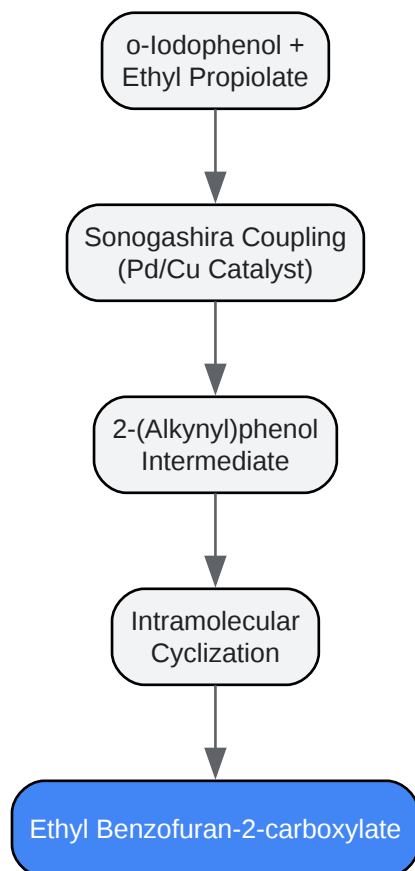 o-Iodophenol +
Ethyl Propiolate
Sonogashira Coupling
(Pd/Cu Catalyst)
2-(Alkynyl)phenol
Intermediate
Intramolecular
Cyclization
Ethyl Benzofuran-2-carboxylate